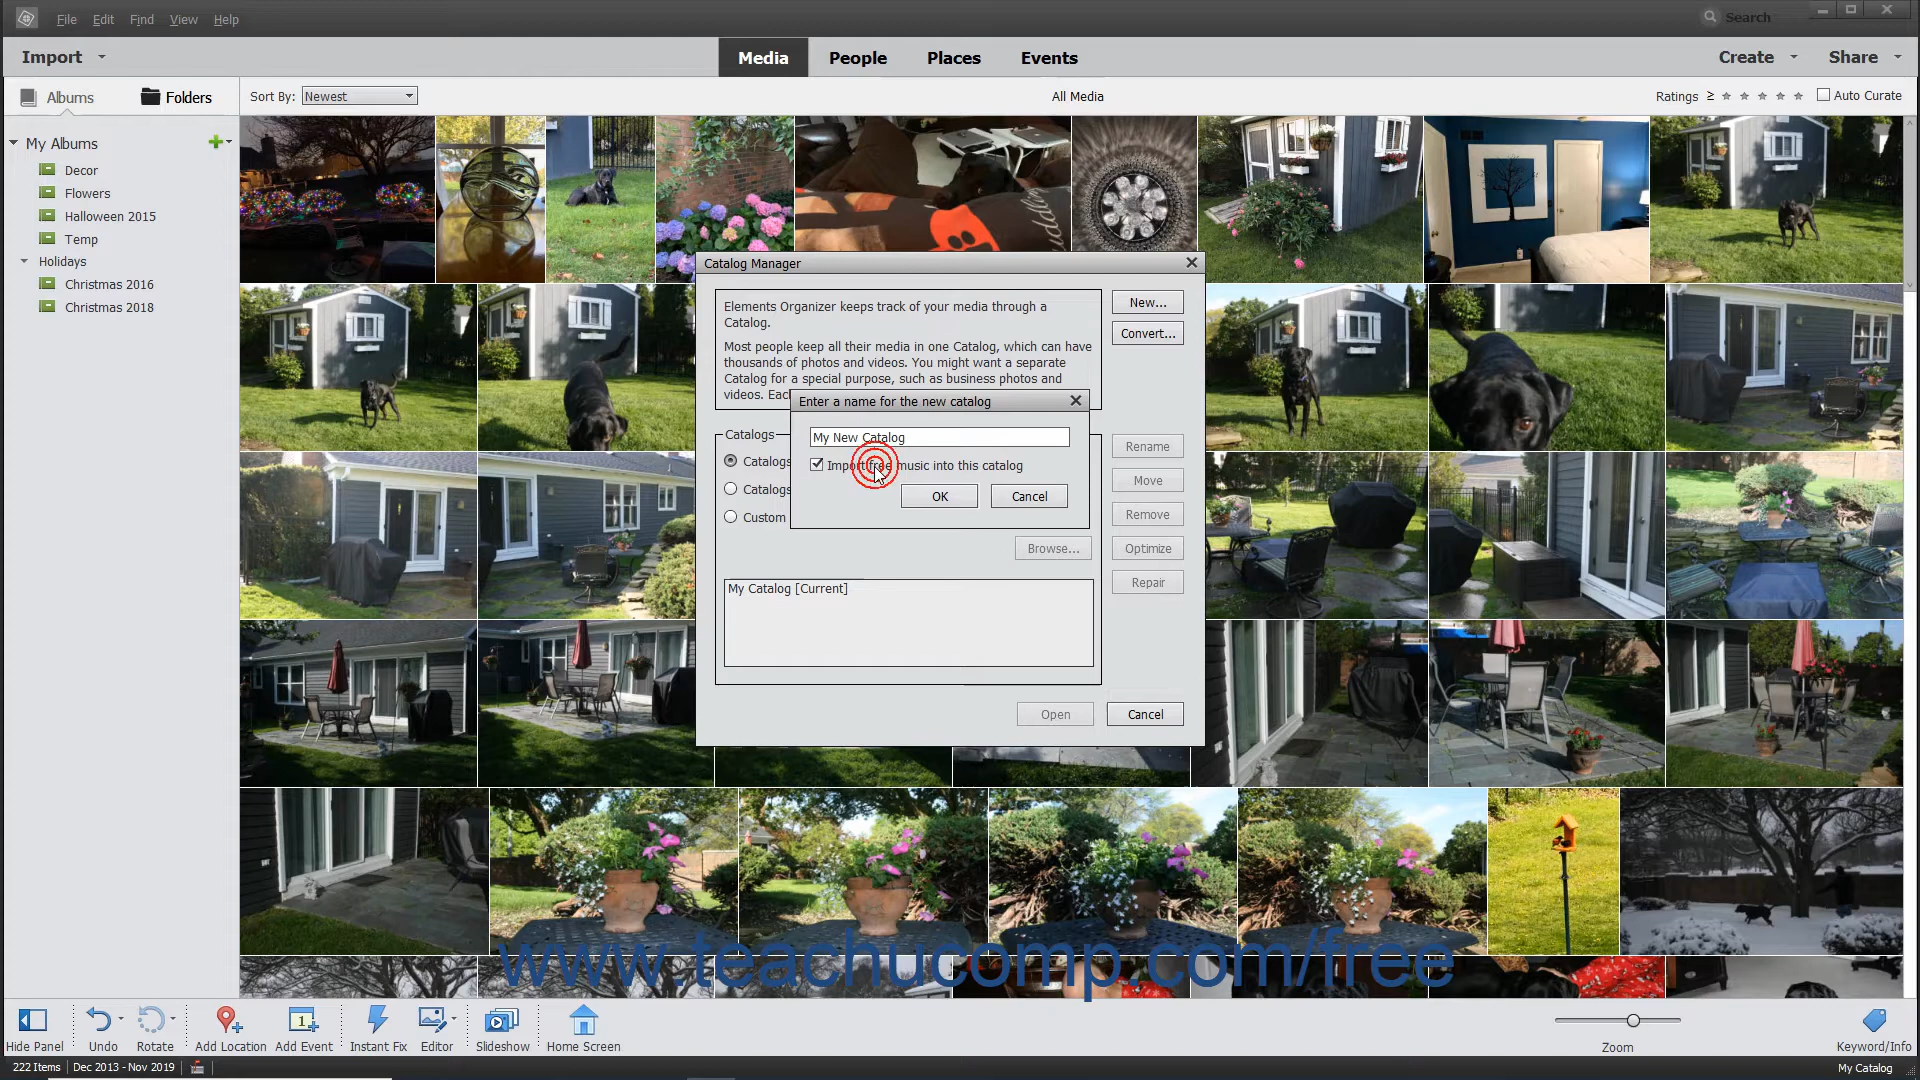 File Edit Find View Help
Search
Import
Media People Places Events
Create Share
Albums Folders
Sort By: Newest
All Media
Ratings ≥ Auto Curate
My Albums
Decor
Flowers
Halloween 2015
Temp
Holidays
Christmas 2016
Christmas 2018
Catalog Manager
Elements Organizer keeps track of your media through a
Catalog.
Most people keep all their media in one Catalog, which can have
thousands of photos and videos. You might want a separate
Catalog for a special purpose, such as business photos and
videos. Eac
New...
Convert...
Enter a name for the new catalog
My New Catalog
Import free music into this catalog
OK Cancel
Catalogs
Catalogs
Catalogs
Custom
Browse...
Rename
Move
Remove
Optimize
Repair
My Catalog [Current]
Open Cancel
www.teachucomp.com/free
Hide Panel Undo Rotate Add Location Add Event Instant Fix Editor Slideshow Home Screen Zoom Keyword/Info
222 Items Dec 2013 - Nov 2019 My Catalog